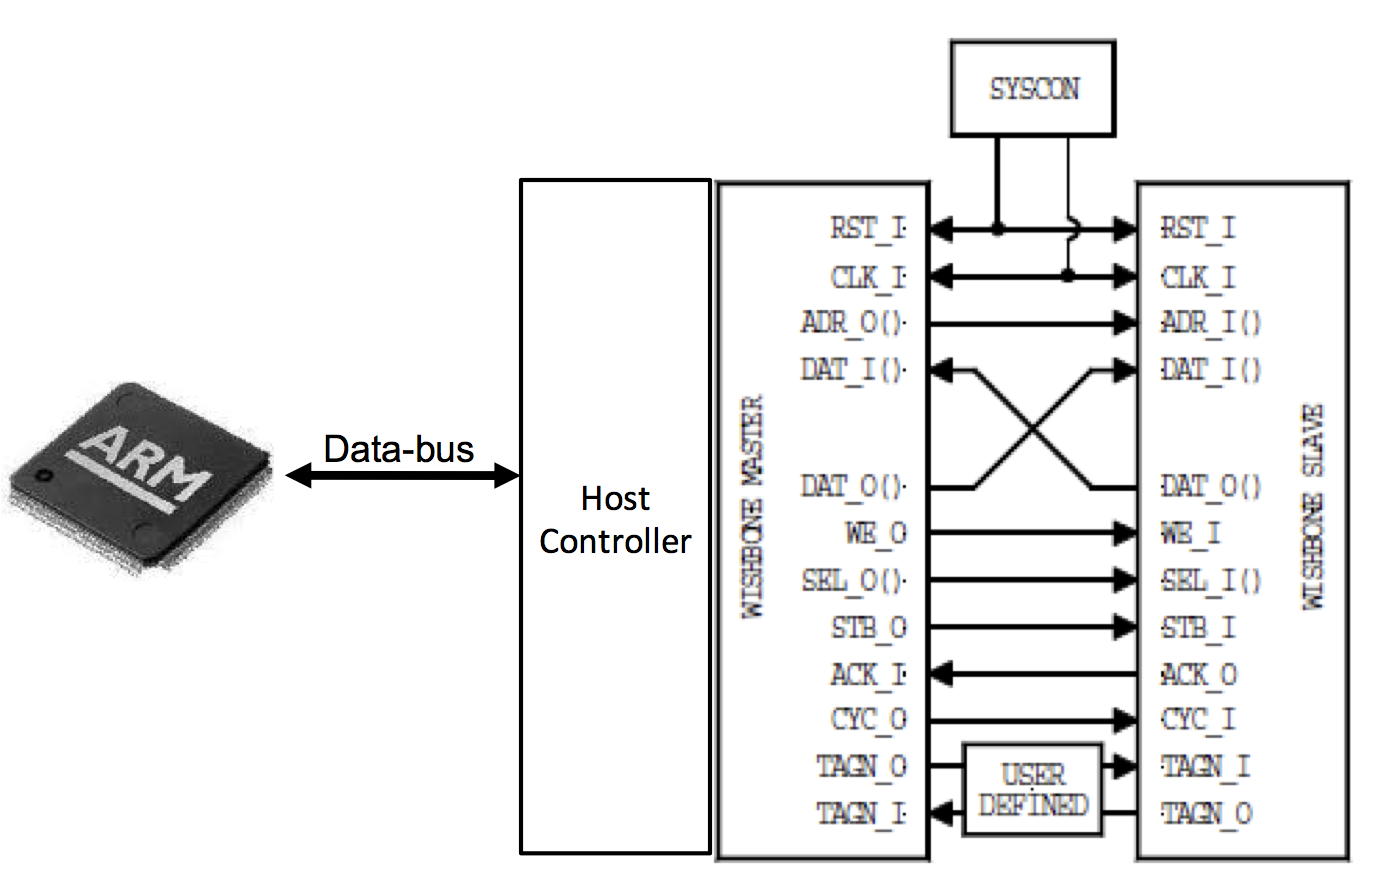 SYSCON
ARM
Data-bus
Host
Controller
WISHBONE MASTER
RST_I
CLK_I
ADR_O()
DAT_I()
DAT_O()
WE_O
SEL_O()
STB_O
ACK_I
CYC_O
TAGN_O
TAGN_I
USER
DEFINED
RST_I
CLK_I
ADR_I()
DAT_I()
DAT_O()
WE_I
SEL_I()
STB_I
ACK_O
CYC_I
TAGN_I
TAGN_O
WISHBONE SLAVE